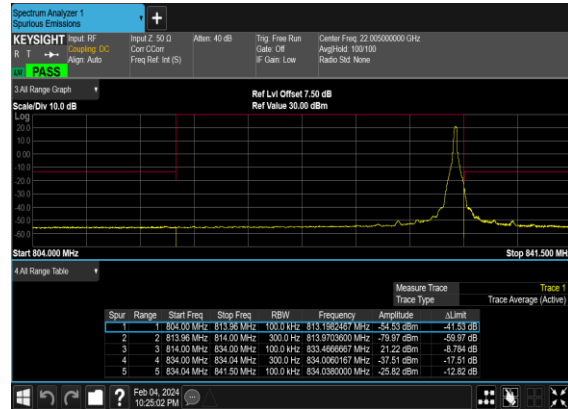 Spectrum Analyzer 1
Spurious Emissions
+
KEYSIGHT Input: RF Input Z: 50 Ω Atten: 40 dB Trig: Free Run Center Freq: 22.005000000 GHz
R T Coupling: DC Corr CCorr Gate: Off Avg|Hold: 100/100
Align: Auto Freq Ref: Int (S) IF Gain: Low Radio Std: None
LW PASS
3 All Range Graph
Ref Lvl Offset 7.50 dB
Scale/Div 10.0 dB Ref Value 30.00 dBm
Log
20.0
10.0
0.00
-10.0
-20.0
-30.0
-40.0
-50.0
-60.0
Start 804.000 MHz Stop 841.500 MH
4 All Range Table
Measure Trace Trace 1
Trace Type Trace Average (Active)
Spur Range Start Freq Stop Freq RBW Frequency Amplitude ΔLimit
1 1 804.00 MHz 813.96 MHz 100.0 kHz 813.1982467 MHz -54.53 dBm -41.53 dB
2 2 813.96 MHz 814.00 MHz 300.0 Hz 813.9703600 MHz -79.97 dBm -59.97 dB
3 3 814.00 MHz 834.00 MHz 100.0 kHz 833.4666667 MHz 21.22 dBm -8.784 dB
4 4 834.00 MHz 834.04 MHz 300.0 Hz 834.0060167 MHz -37.51 dBm -17.51 dB
5 5 834.04 MHz 841.50 MHz 100.0 kHz 834.0380000 MHz -25.82 dBm -12.82 dB
? Feb 04, 2024
10:25:02 PM